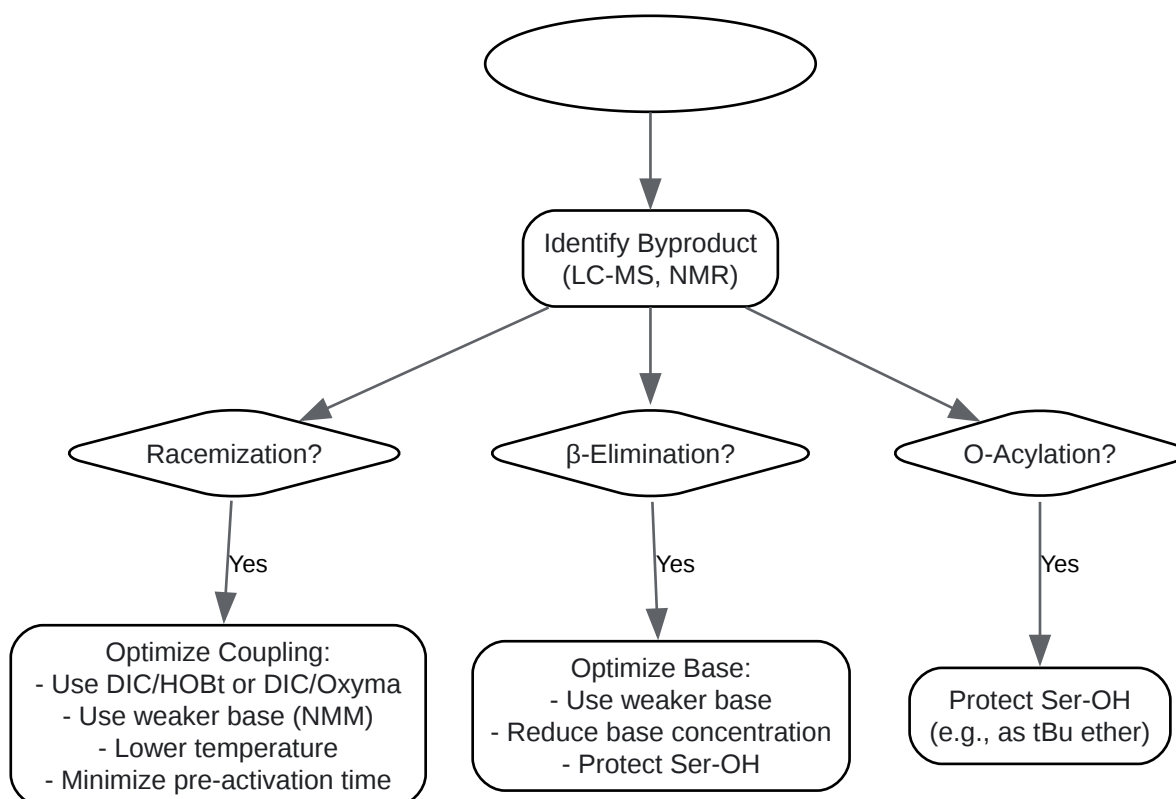 Identify Byproduct
(LC-MS, NMR)
Racemization?
β-Elimination?
O-Acylation?
Yes
Yes
Yes
Optimize Coupling:
- Use DIC/HOBt or DIC/Oxyma
- Use weaker base (NMM)
- Lower temperature
- Minimize pre-activation time
Optimize Base:
- Use weaker base
- Reduce base concentration
- Protect Ser-OH
Protect Ser-OH
(e.g., as tBu ether)